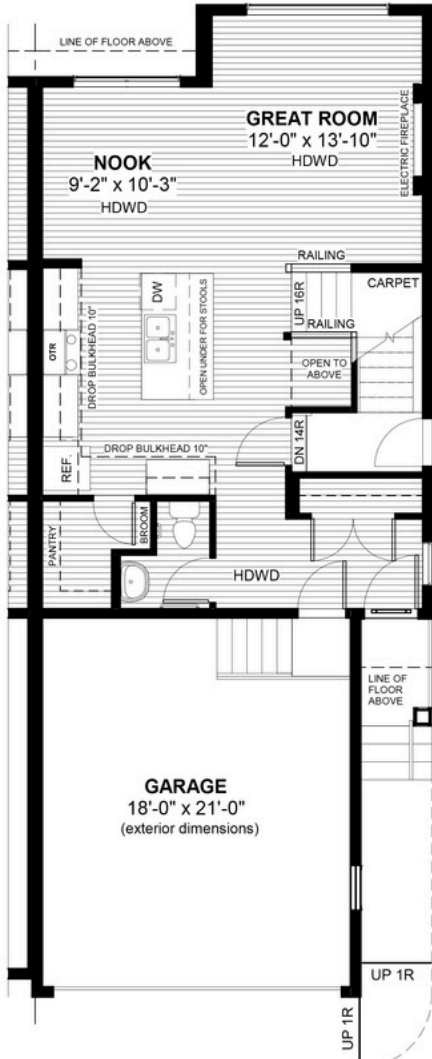 LINE OF FLOOR ABOVE
GREAT ROOM
12'-0" x 13'-10"
HDWD
ELECTRIC FIREPLACE
NOOK
9'-2" x 10'-3"
HDWD
RAILING
CARPET
UP 16R
RAILING
OPEN TO
ABOVE
DW
OPEN UNDER FOR STOOLS
OTR
DROP BULKHEAD 10"
DN 14R
DROP BULKHEAD 10"
REF.
PANTRY
BROOM
HDWD
LINE OF
FLOOR
ABOVE
GARAGE
18'-0" x 21'-0"
(exterior dimensions)
UP 1R
UP 1R